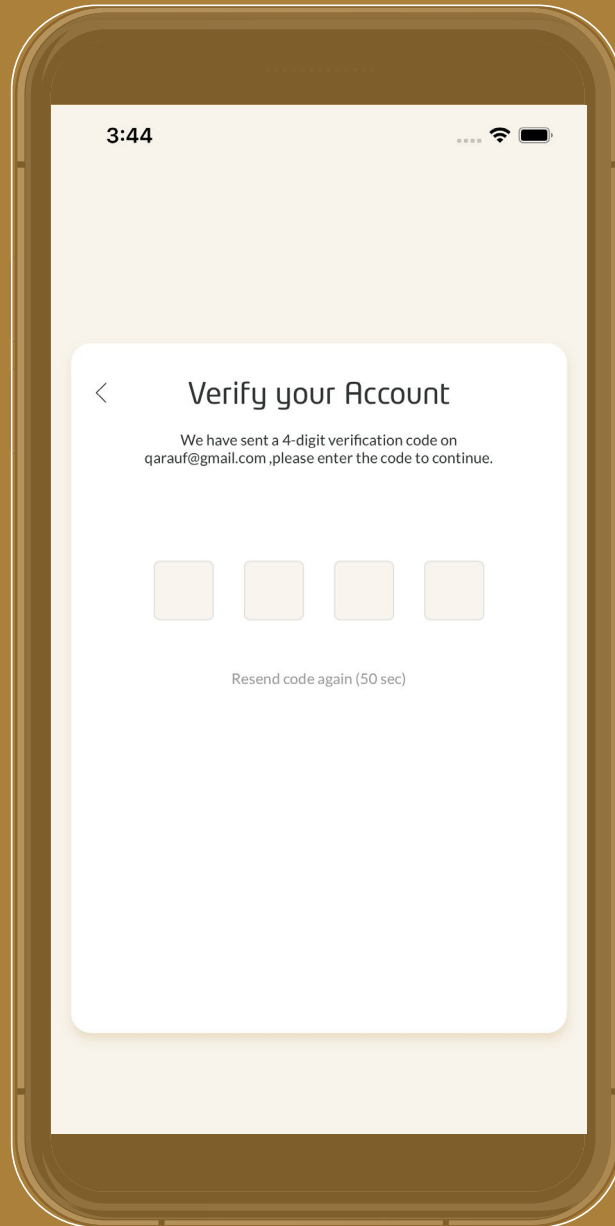 3:44
Verify your Account
We have sent a 4-digit verification code on
qarauf@gmail.com ,please enter the code to continue.
Resend code again (50 sec)